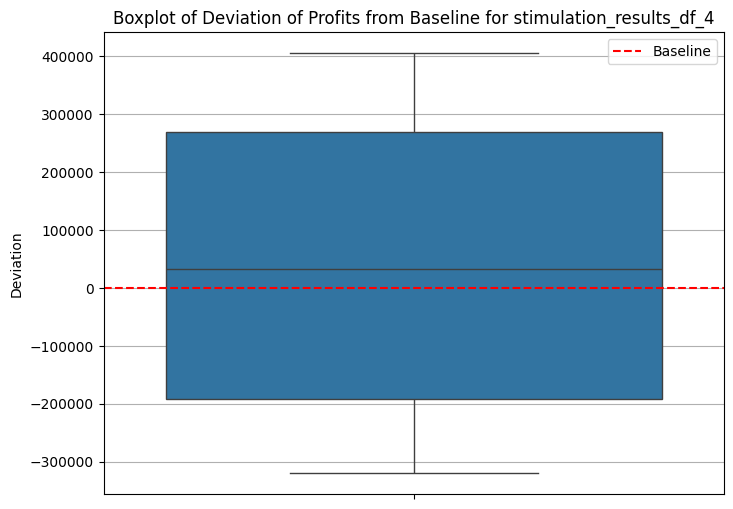 Boxplot of Deviation of Profits from Baseline for stimulation_results_df_4
Baseline
400000
300000
200000
100000
0
−100000
−200000
−300000
Deviation